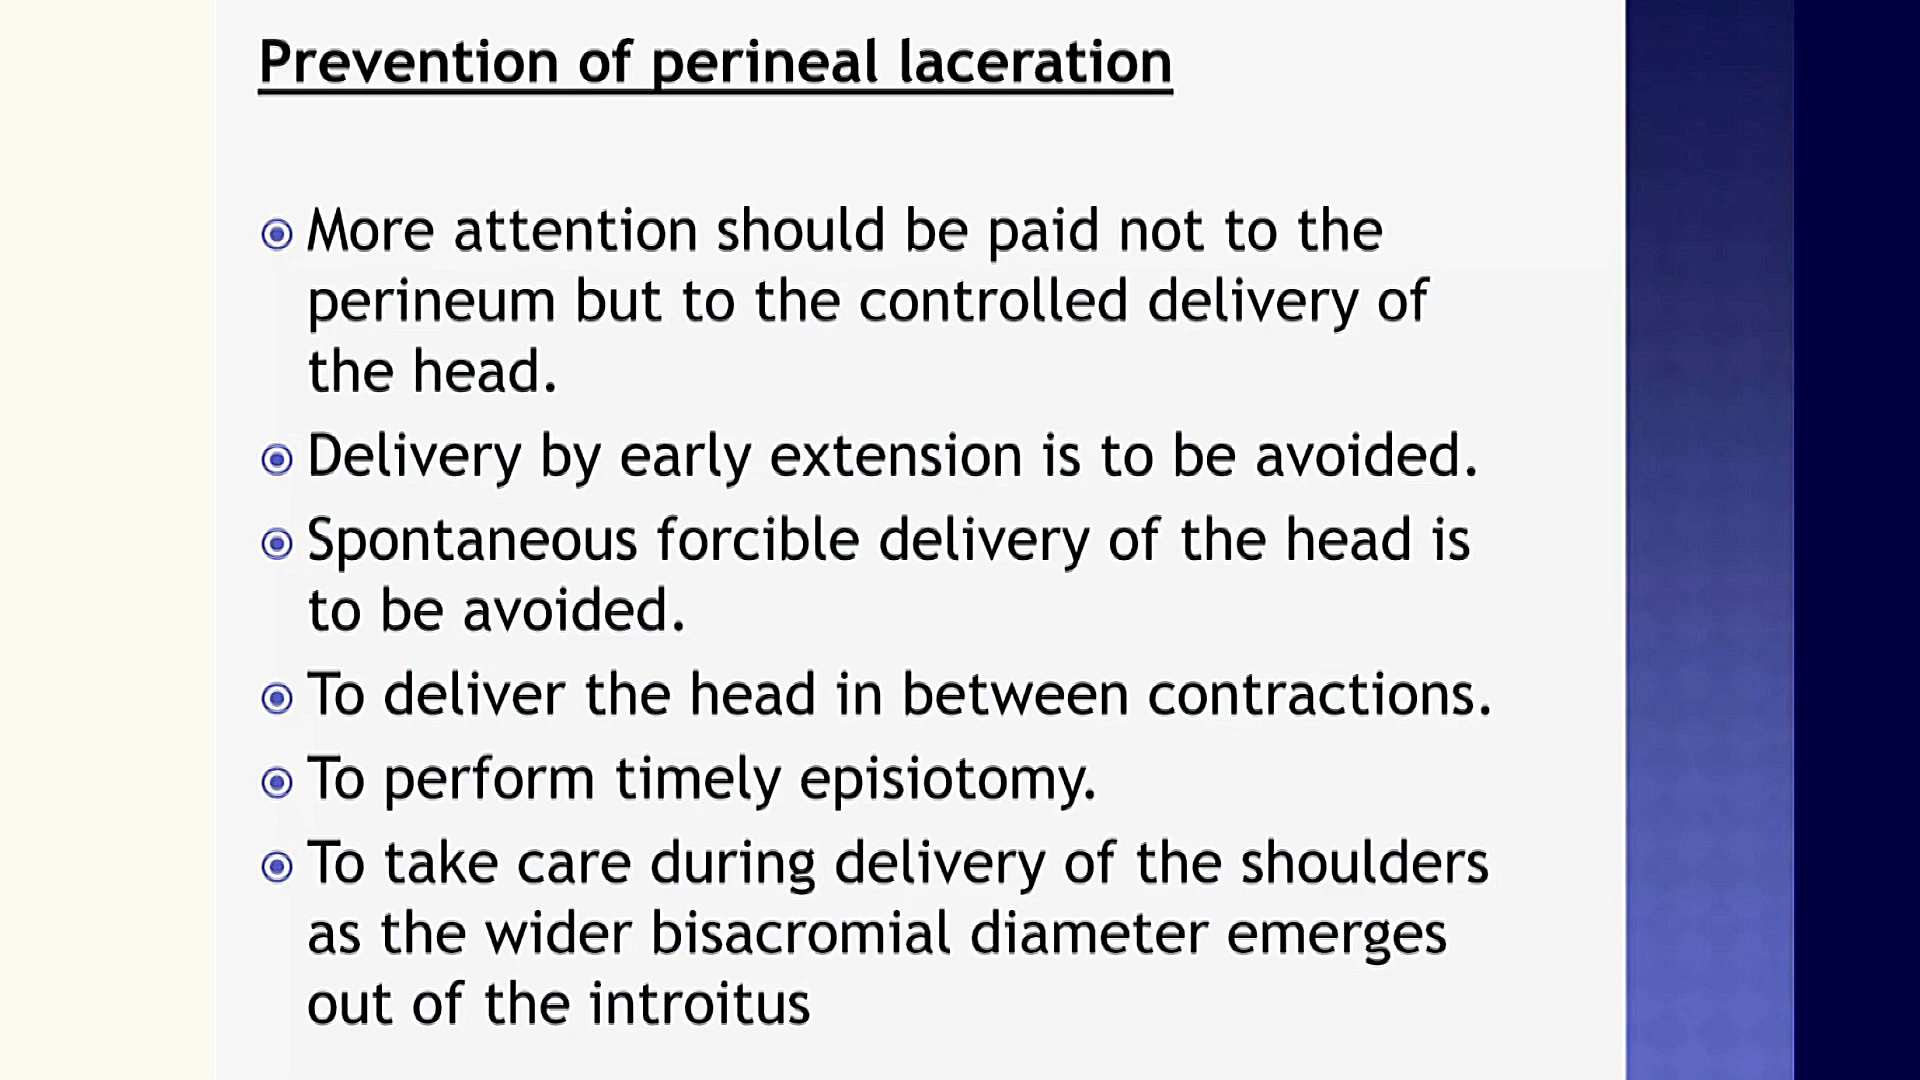 Prevention of perineal laceration
More attention should be paid not to the
perineum but to the controlled delivery of
the head.
Delivery by early extension is to be avoided.
Spontaneous forcible delivery of the head is
to be avoided.
To deliver the head in between contractions.
To perform timely episiotomy.
To take care during delivery of the shoulders
as the wider bisacromial diameter emerges
out of the introitus